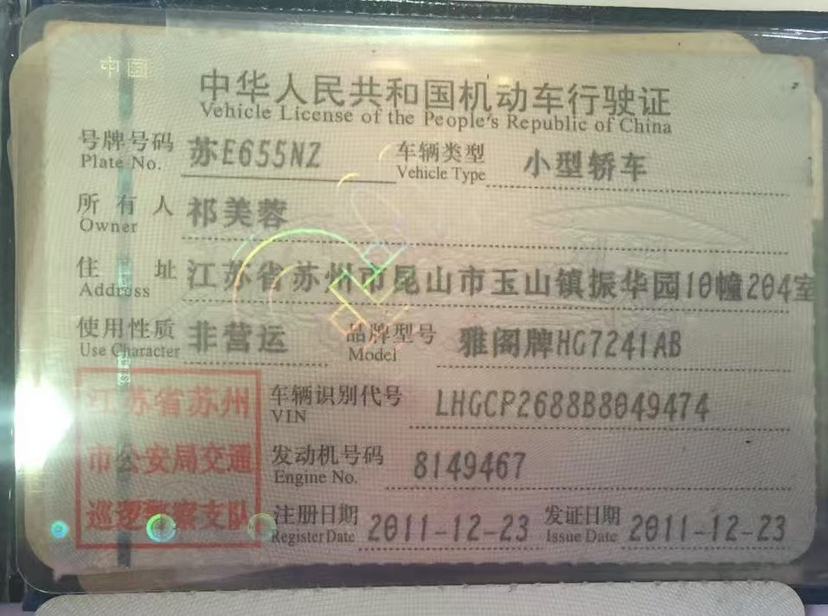 中国
中华人民共和国机动车行驶证
Vehicle License of the People's Republic of China
号牌号码 苏E655NZ 车辆类型 小型轿车
Plate No. Vehicle Type
所有人 祁美蓉
Owner
住址 江苏省苏州市昆山市玉山镇振华园10幢204室
Address
使用性质 非营运 品牌型号 雅阁牌HG7241AB
Use Character Model
江苏省苏州
市公安局交通
巡逻警察支队
车辆识别代号 LHGCP2688B8049474
VIN
发动机号码 8149467
Engine No.
注册日期 2011-12-23 发证日期 2011-12-23
Register Date Issue Date